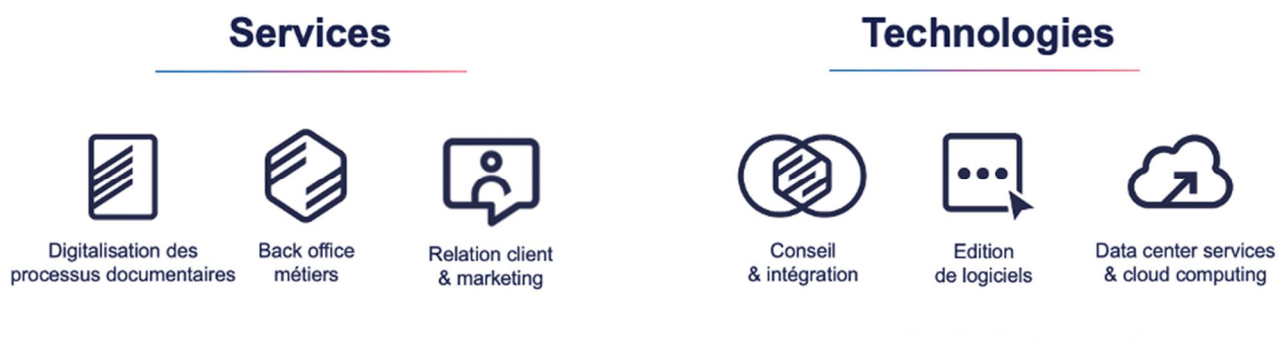 Services
Digitalisation des
processus documentaires
Back office
métiers
Relation client
& marketing
Technologies
Conseil
& intégration
Edition
de logiciels
Data center services
& cloud computing